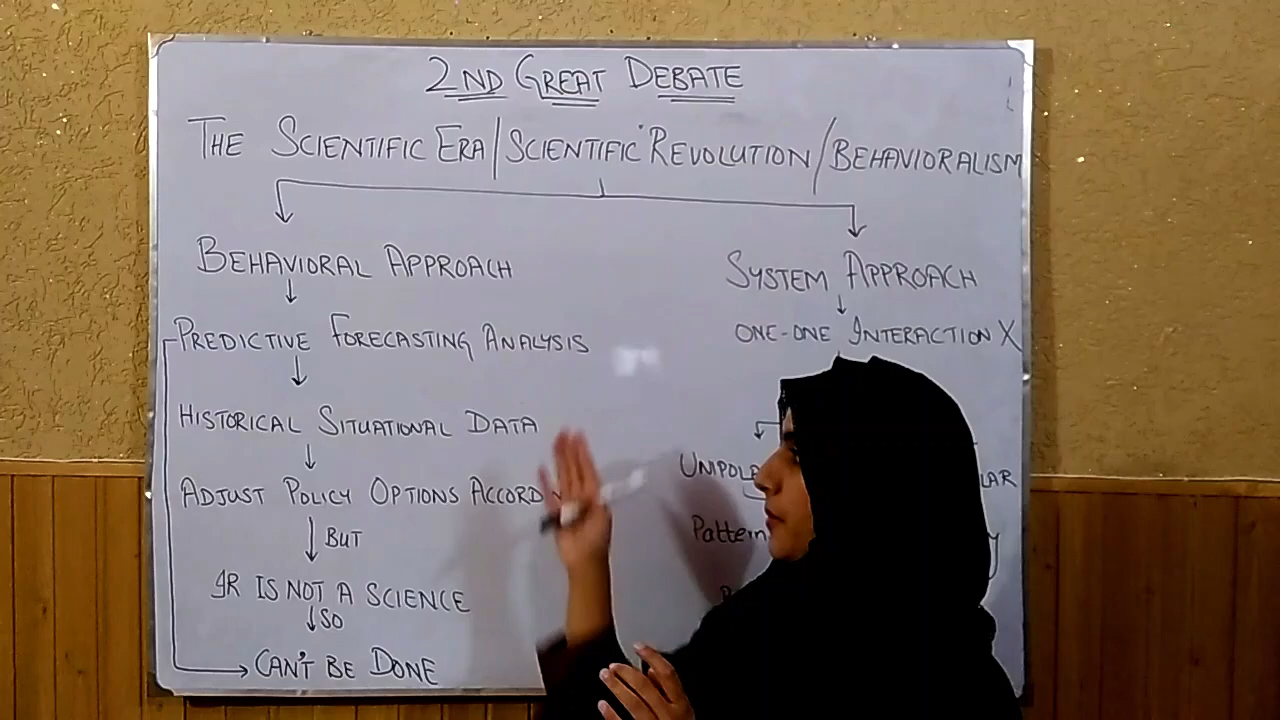 2ND GREAT DEBATE
THE SCIENTIFIC ERA/SCIENTIFIC REVOLUTION/BEHAVIORALISM
BEHAVIORAL APPROACH
PREDICTIVE FORECASTING ANALYSIS
HISTORICAL SITUATIONAL DATA
ADJUST POLICY OPTIONS
BUT
IR IS NOT A SCIENCE
SO
CAN'T BE DONE
SYSTEM APPROACH
ONE-ONE INTERACTION X
Pattern